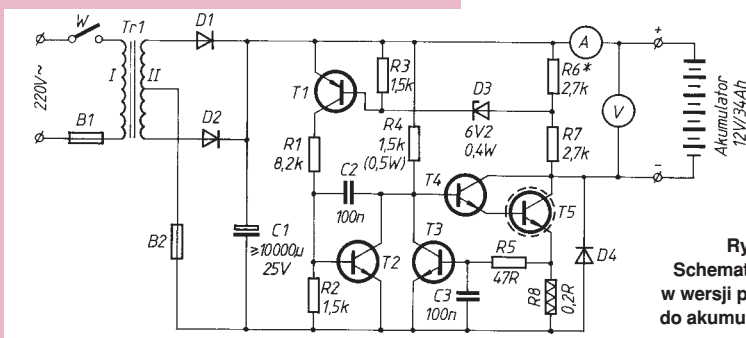 W
Tr1
D1
I
II
220V~
B1
D2
B2
C1
≥10000µ
25V
T1
R1
8,2k
R2
1,5k
C2
100n
T2
R3
1,5k
R4
1,5k
(0,5W)
D3
6V2
0,4W
T3
C3
100n
T4
T5
R5
47R
R8
0,2R
R6*
2,7k
R7
2,7k
D4
A
V
+
−
Akumulator
12V/34Ah
Ry
Schemat
w wersji p
do akumu